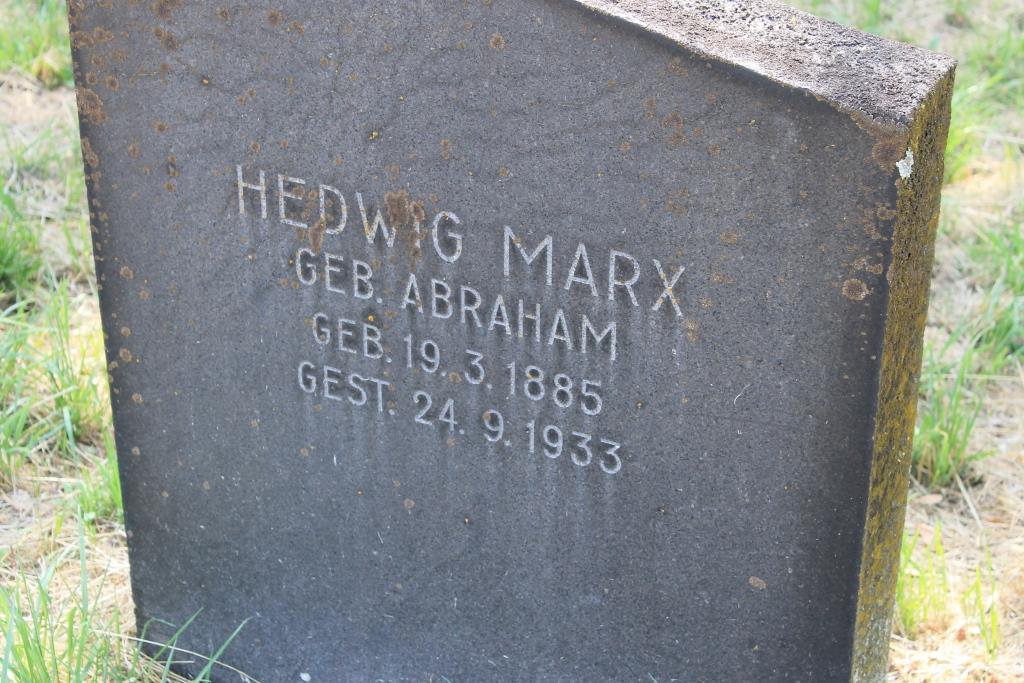 HEDWIG MARX
GEB. ABRAHAM
GEB. 19. 3. 1885
GEST. 24. 9. 1933